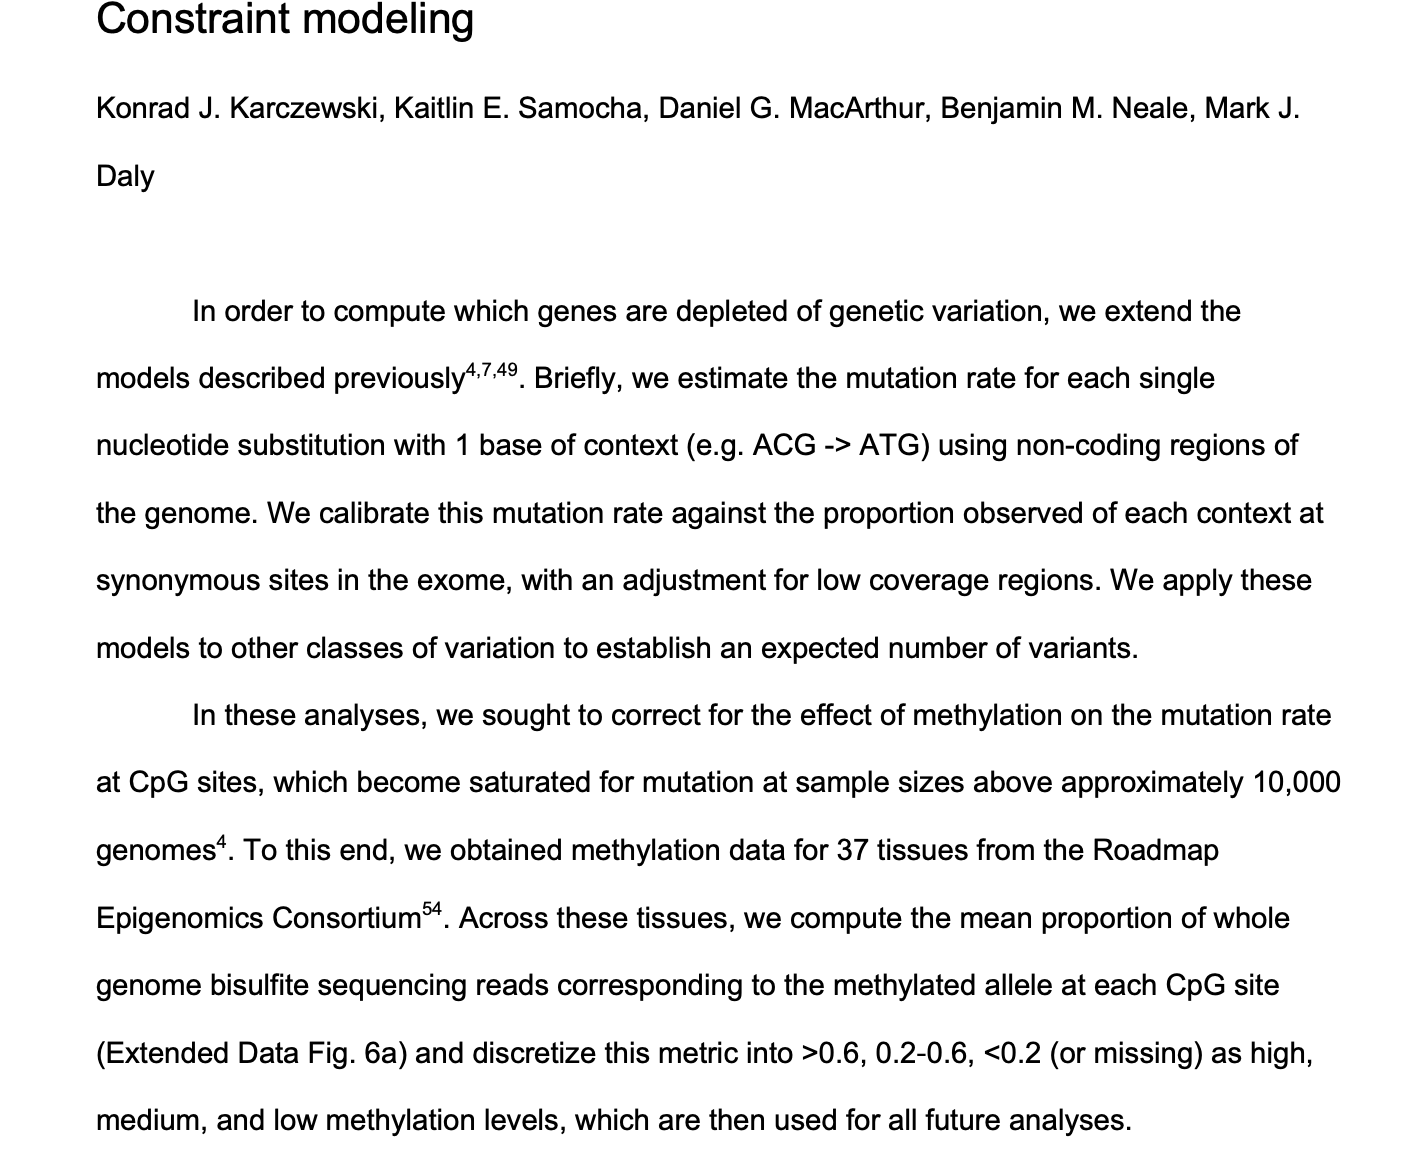 Constraint modeling
Konrad J. Karczewski, Kaitlin E. Samocha, Daniel G. MacArthur, Benjamin M. Neale, Mark J.
Daly
In order to compute which genes are depleted of genetic variation, we extend the
models described previously4,7,49. Briefly, we estimate the mutation rate for each single
nucleotide substitution with 1 base of context (e.g. ACG -> ATG) using non-coding regions of
the genome. We calibrate this mutation rate against the proportion observed of each context at
synonymous sites in the exome, with an adjustment for low coverage regions. We apply these
models to other classes of variation to establish an expected number of variants.
In these analyses, we sought to correct for the effect of methylation on the mutation rate
at CpG sites, which become saturated for mutation at sample sizes above approximately 10,000
genomes4. To this end, we obtained methylation data for 37 tissues from the Roadmap
Epigenomics Consortium54. Across these tissues, we compute the mean proportion of whole
genome bisulfite sequencing reads corresponding to the methylated allele at each CpG site
(Extended Data Fig. 6a) and discretize this metric into >0.6, 0.2-0.6, <0.2 (or missing) as high,
medium, and low methylation levels, which are then used for all future analyses.